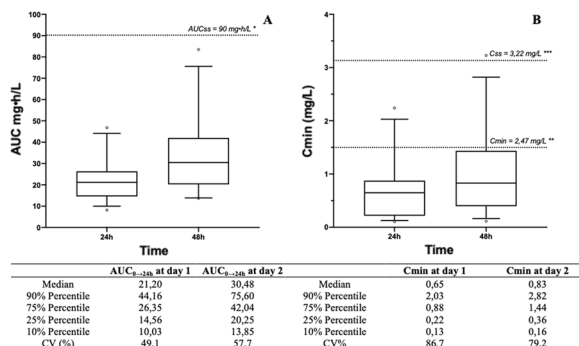 A
AUCss = 90 mg•h/L *
100
90
80
70
60
50
40
30
20
10
0
AUC mg•h/L
24h
48h
Time
B
Css = 3,22 mg/L ***
Cmin = 2,47 mg/L **
4
3
2
1
0
Cmin (mg/L)
24h
48h
Time
AUC0→24h at day 1 AUC0→24h at day 2 Cmin at day 1 Cmin at day 2
Median 21,20 30,48 Median 0,65 0,83
90% Percentile 44,16 75,60 90% Percentile 2,03 2,82
75% Percentile 26,35 42,04 75% Percentile 0,88 1,44
25% Percentile 14,56 20,25 25% Percentile 0,22 0,36
10% Percentile 10,03 13,85 10% Percentile 0,13 0,16
CV (%) 49,1 57,7 CV% 86,7 79,2